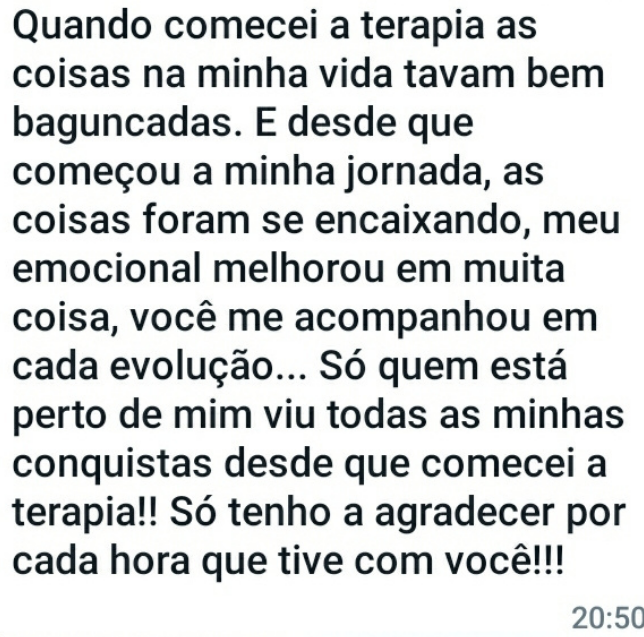 Quando comecei a terapia as
coisas na minha vida tavam bem
baguncadas. E desde que
começou a minha jornada, as
coisas foram se encaixando, meu
emocional melhorou em muita
coisa, você me acompanhou em
cada evolução... Só quem está
perto de mim viu todas as minhas
conquistas desde que comecei a
terapia!! Só tenho a agradecer por
cada hora que tive com você!!!
20:50